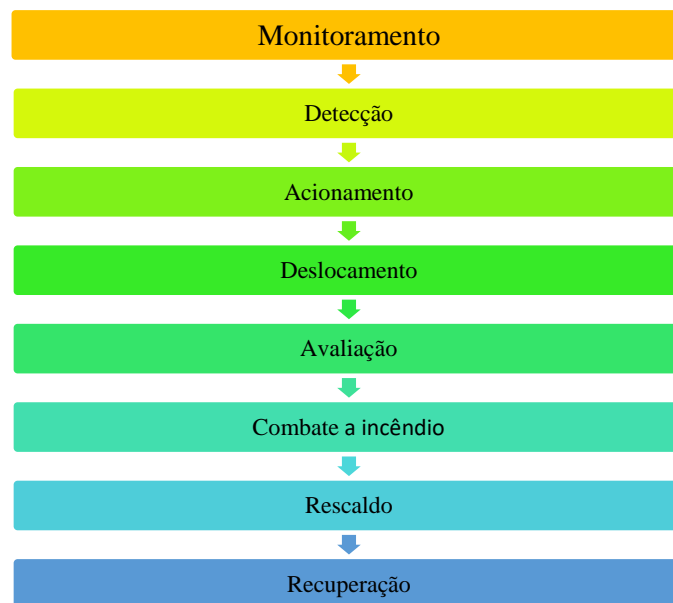 Monitoramento
Detecção
Acionamento
Deslocamento
Avaliação
Combate a incêndio
Rescaldo
Recuperação